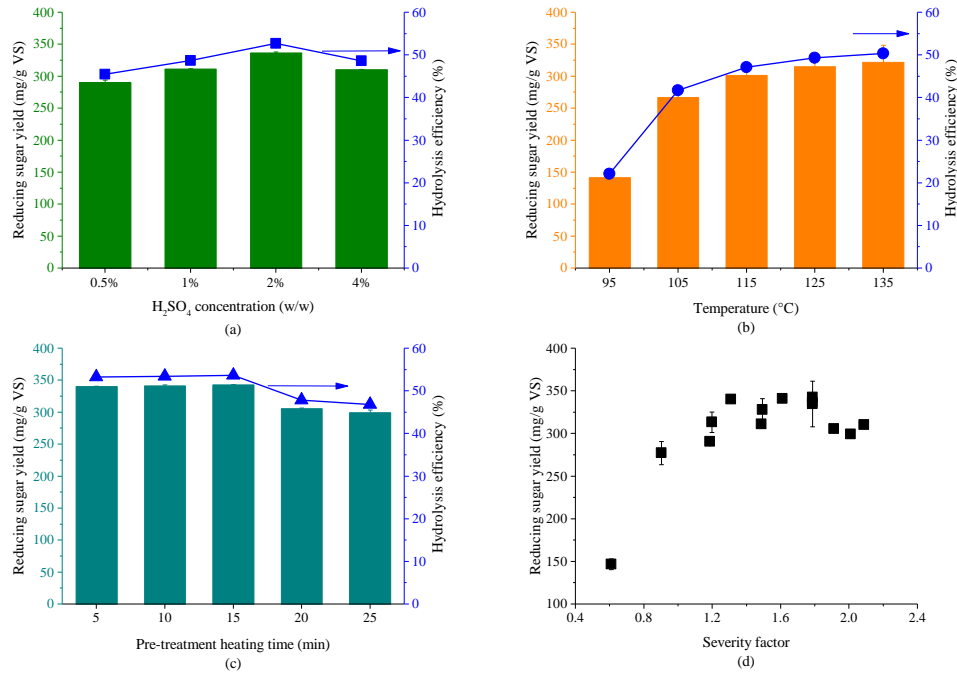 400
350
300
250
200
150
100
50
0
Reducing sugar yield (mg/g VS)
60
50
40
30
20
10
0
Hydrolysis efficiency (%)
0.5% 1% 2% 4%
H₂SO₄ concentration (w/w)
(a)
400
350
300
250
200
150
100
50
0
Reducing sugar yield (mg/g VS)
60
50
40
30
20
10
0
Hydrolysis efficiency (%)
95 105 115 125 135
Temperature (°C)
(b)
400
350
300
250
200
150
100
50
0
Reducing sugar yield (mg/g VS)
60
50
40
30
20
10
0
Hydrolysis efficiency (%)
5 10 15 20 25
Pre-treatment heating time (min)
(c)
400
350
300
250
200
150
100
Reducing sugar yield (mg/g VS)
0.4 0.8 1.2 1.6 2.0 2.4
Severity factor
(d)